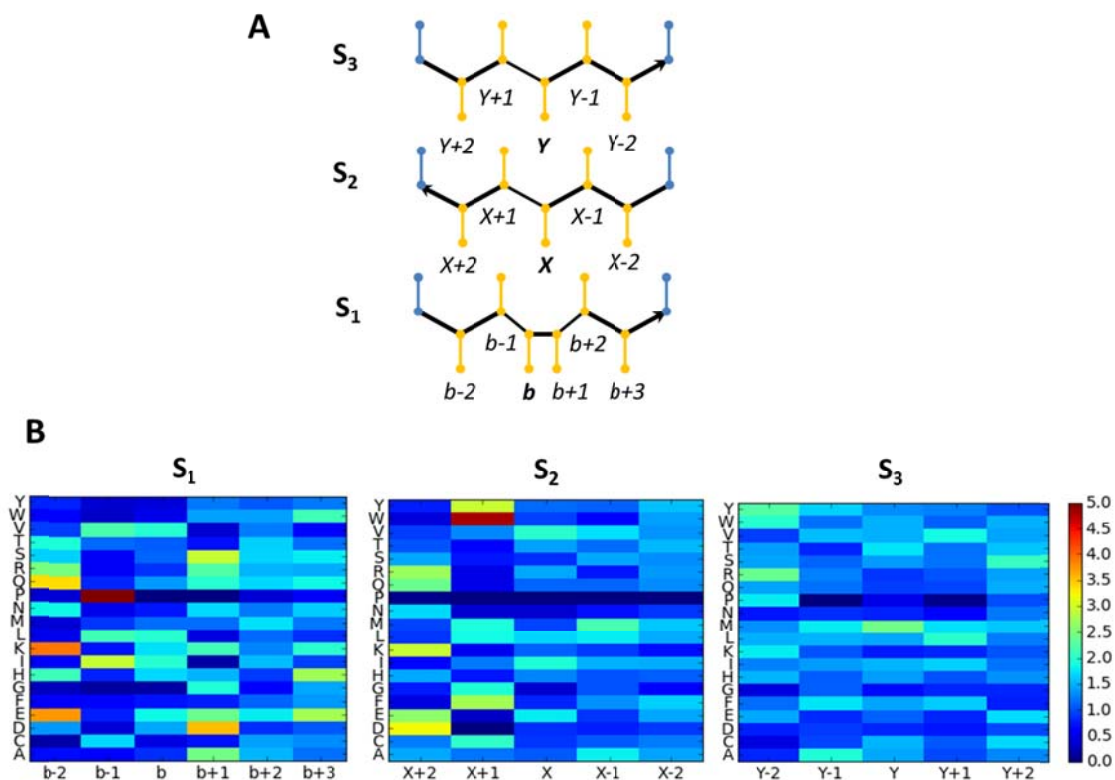 A
S3
Y+1 Y-1
Y+2 Y Y-2
S2
X+1 X-1
X+2 X X-2
S1
b-1 b+2
b-2 b b+1 b+3
B
S1 S2 S3
Y
W
V
T
S
R
Q
P
N
M
L
K
I
H
G
F
E
D
C
A
b-2 b-1 b b+1 b+2 b+3
Y
W
V
T
S
R
Q
P
N
M
L
K
I
H
G
F
E
D
C
A
X+2 X+1 X X-1 X-2
Y
W
V
T
S
R
Q
P
N
M
L
K
I
H
G
F
E
D
C
A
Y-2 Y-1 Y Y+1 Y+2
5.0
4.5
4.0
3.5
3.0
2.5
2.0
1.5
1.0
0.5
0.0